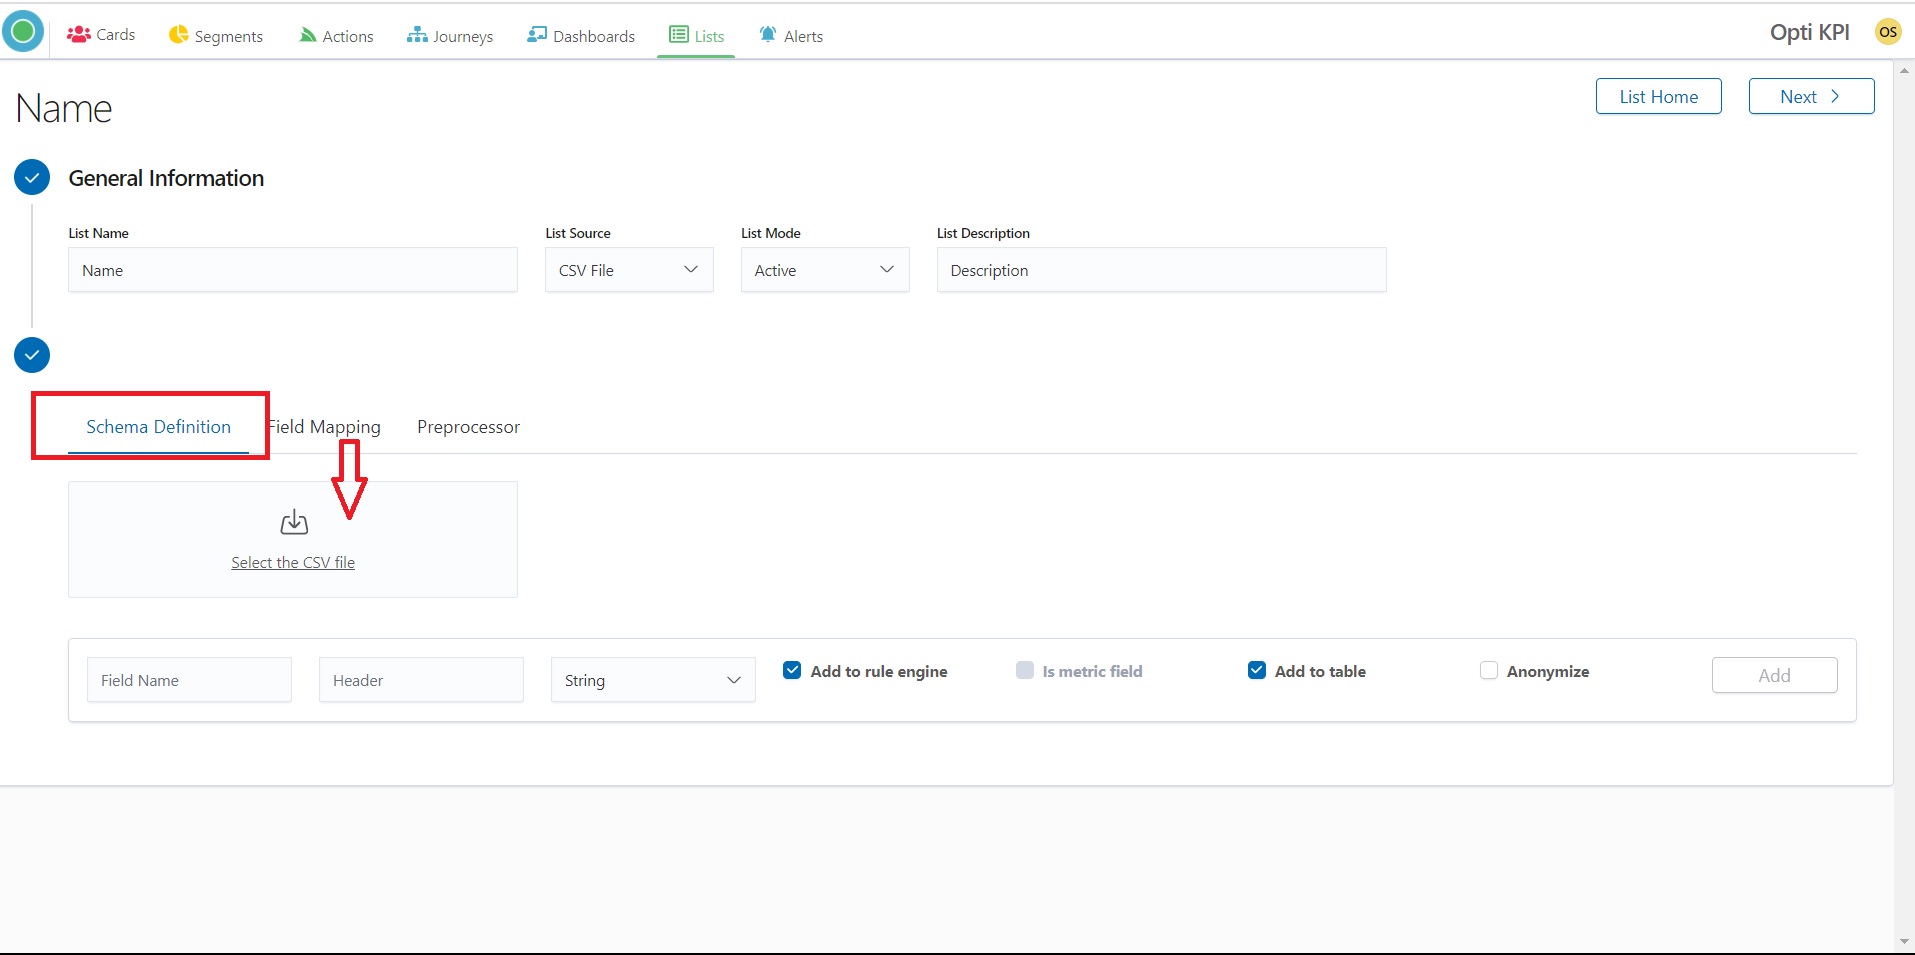 Cards Segments Actions Journeys Dashboards Lists Alerts Opti KPI OS
Name List Home Next
General Information
List Name List Source List Mode List Description
Name CSV File Active Description
Schema Definition Field Mapping Preprocessor
Select the CSV file
Field Name Header String Add to rule engine Is metric field Add to table Anonymize Add